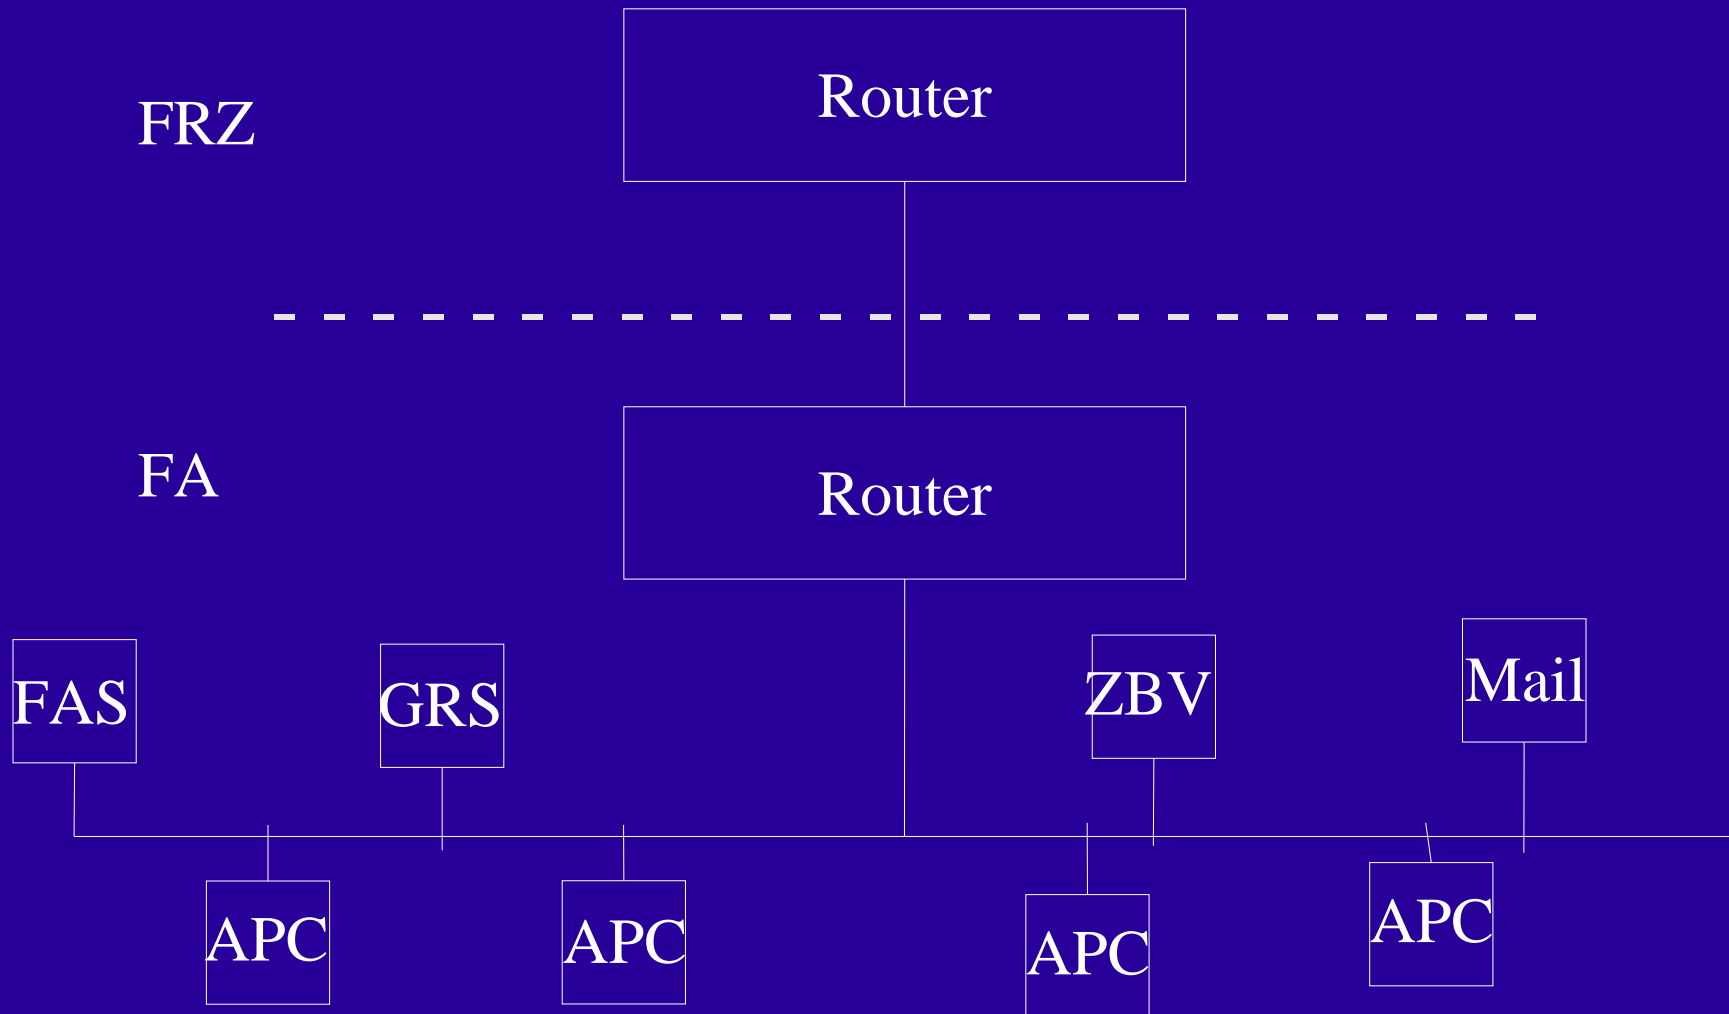 Router
FRZ
FA
Router
FAS
GRS
ZBV
Mail
APC
APC
APC
APC